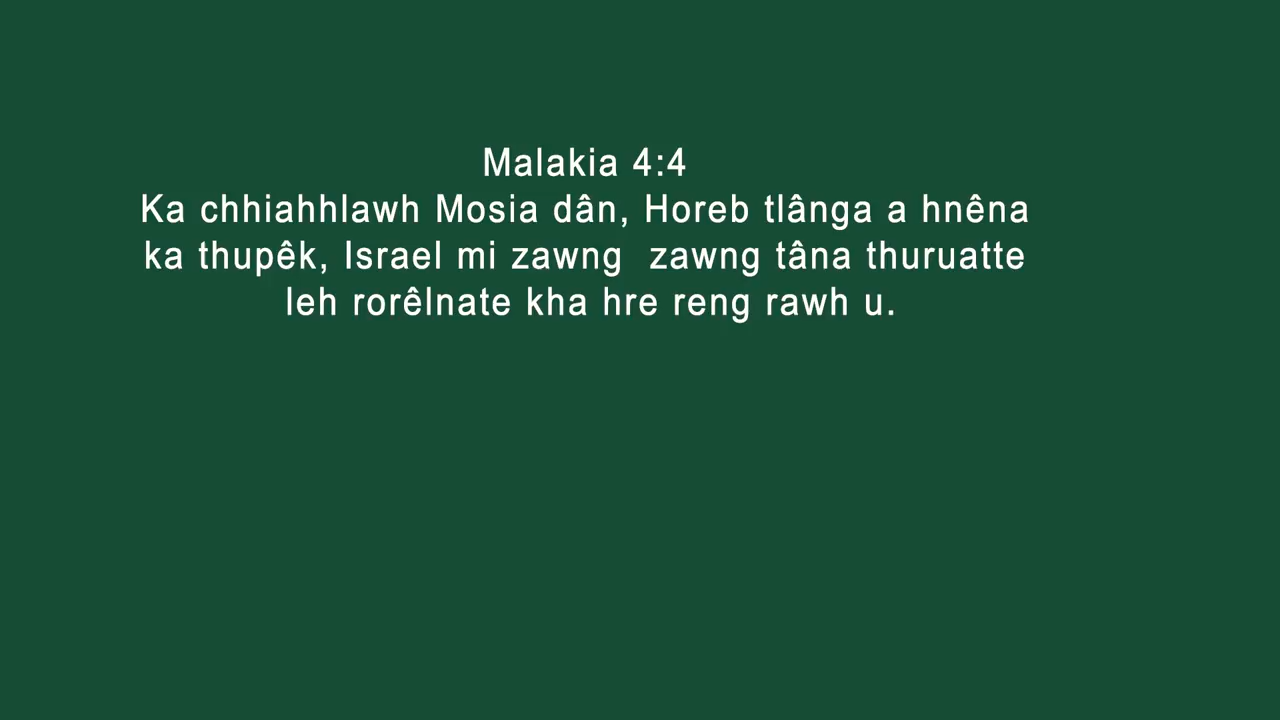 Malakia 4:4
Ka chhiahhlawh Mosia dân, Horeb tlânga a hnêna
ka thupêk, Israel mi zawng  zawng tâna thuruatte
leh rorêlnate kha hre reng rawh u.